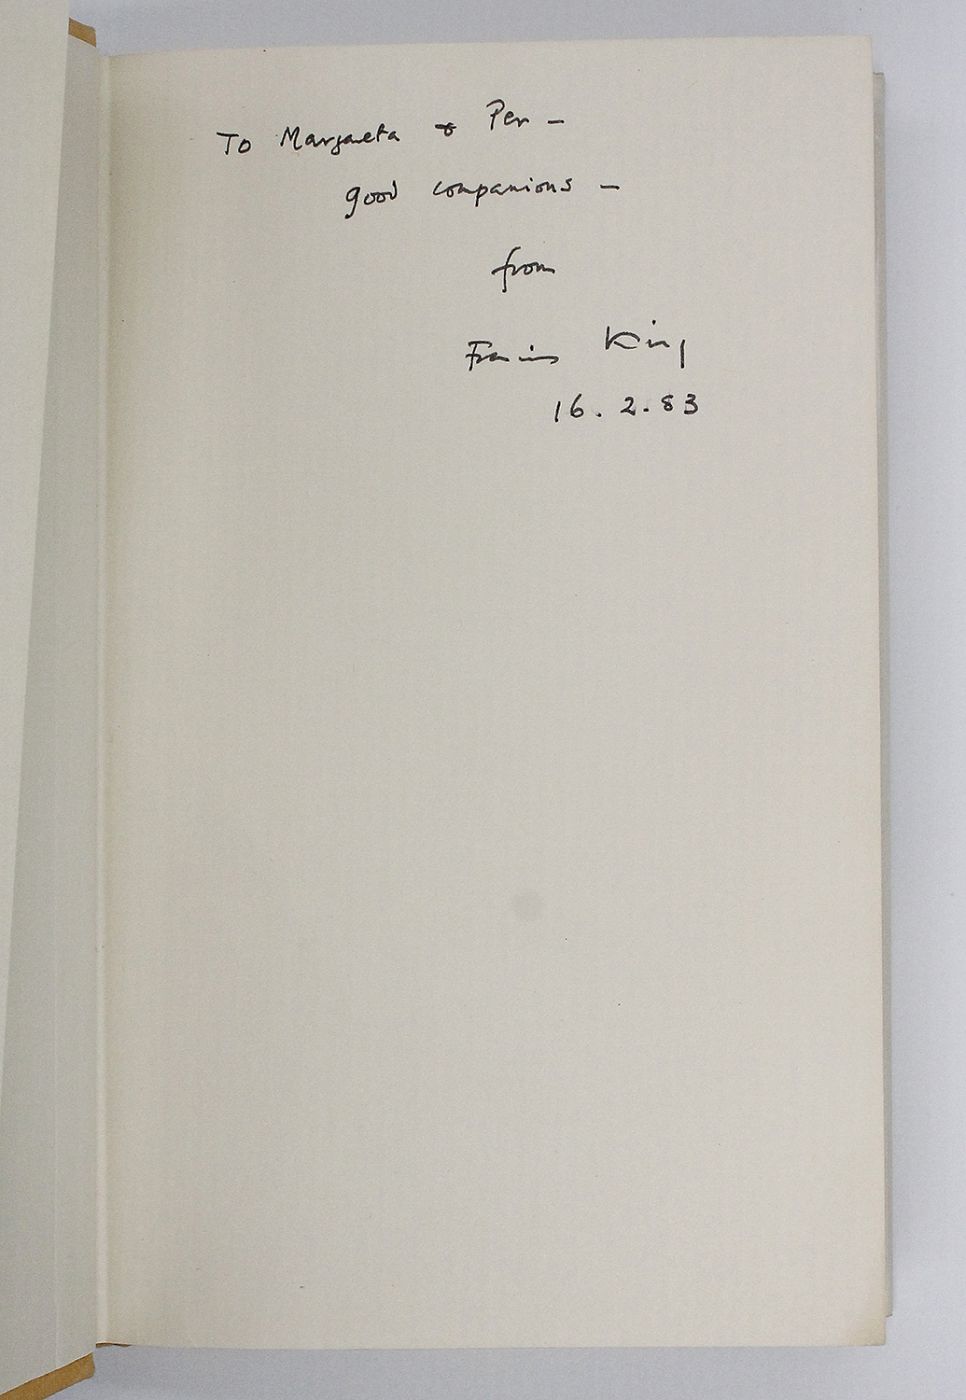 To Margareta & Per –
good companions –
from
Francis King
16.2.83